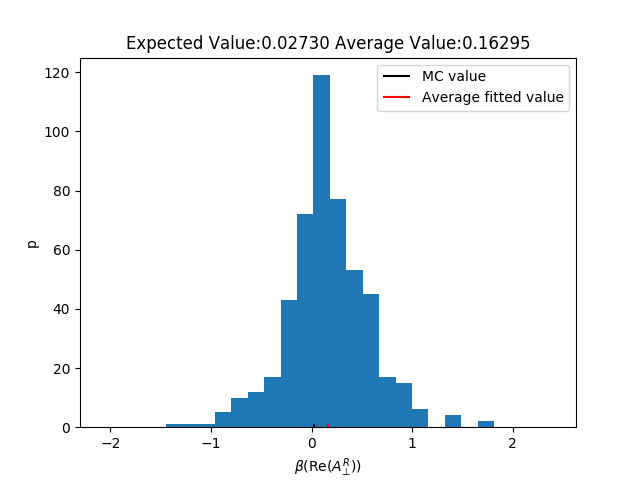 Expected Value:0.02730 Average Value:0.16295
MC value
Average fitted value
120
100
80
60
40
20
0
p
−2 −1 0 1 2
β(Re(A_⊥^R))